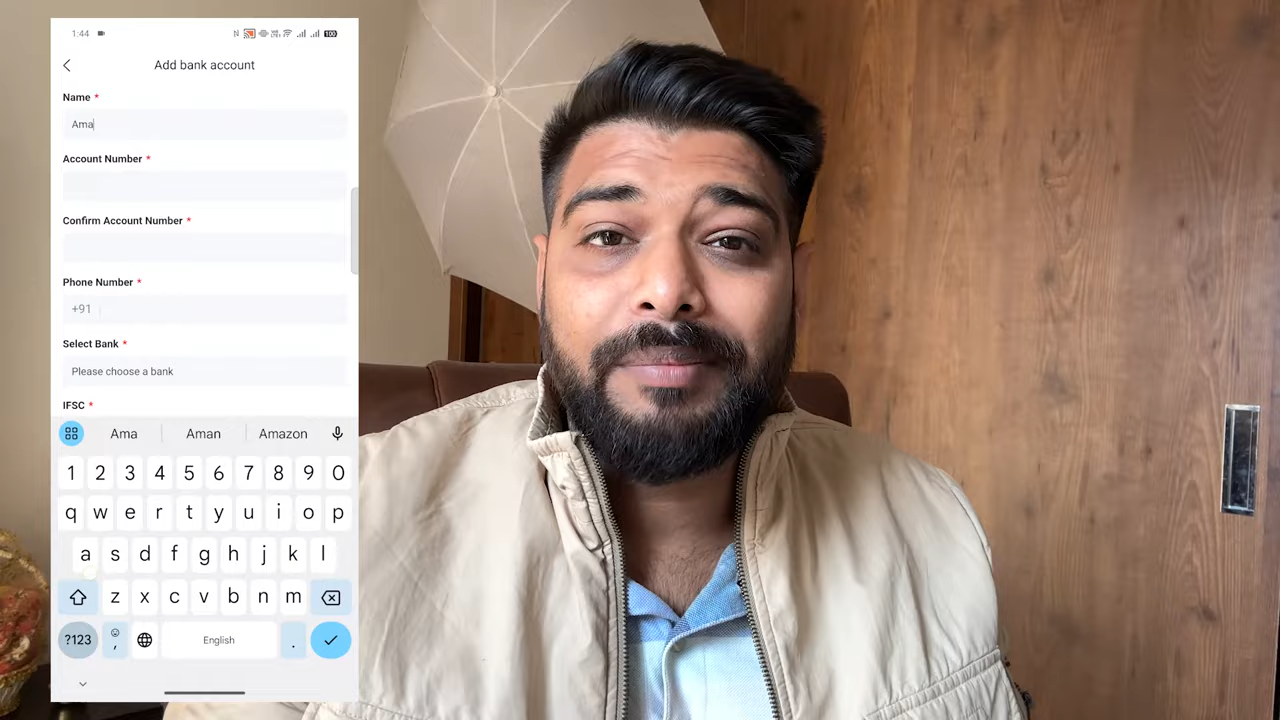 1:44
100
Add bank account
Name *
Ama
Account Number *
Confirm Account Number *
Phone Number *
+91
Select Bank *
Please choose a bank
IFSC *
Ama Aman Amazon
1 2 3 4 5 6 7 8 9 0
q w e r t y u i o p
a s d f g h j k l
z x c v b n m
?123 , English .